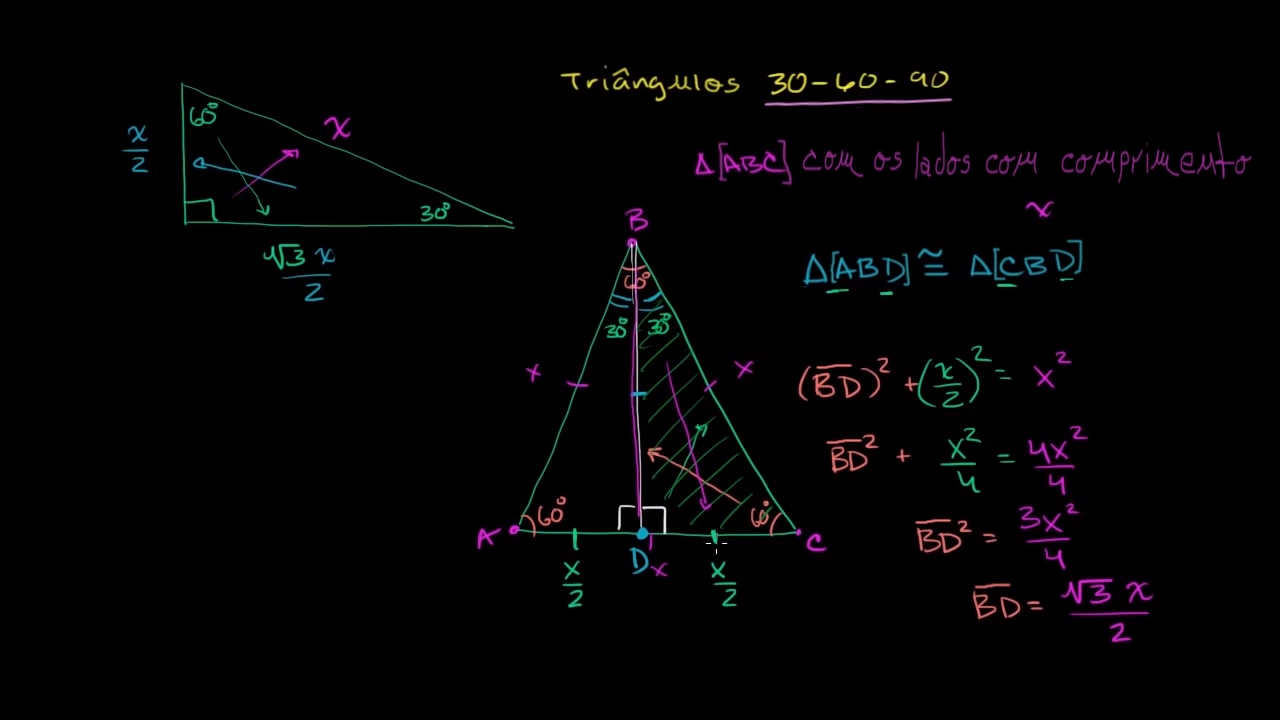 Triângulos 30-60-90
60°
x
x/2
30°
√3 x/2
Δ[ABC] com os lados com comprimento
x
B
60°
30° 30°
x x
A 60° 60° C
D x
x/2 x/2
Δ[ABD] ≅ Δ[CBD]
(BD)² + (x/2)² = x²
BD² + x²/4 = 4x²/4
BD² = 3x²/4
BD = √3 x/2